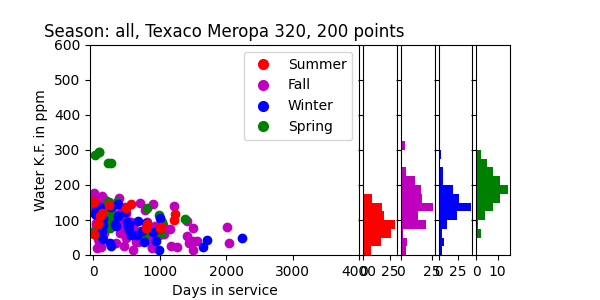 Season: all, Texaco Meropa 320, 200 points
Water K.F. in ppm
600
500
400
300
200
100
0
Summer
Fall
Winter
Spring
0 1000 2000 3000 4000
0 25
0 25
0 25
0 10
Days in service